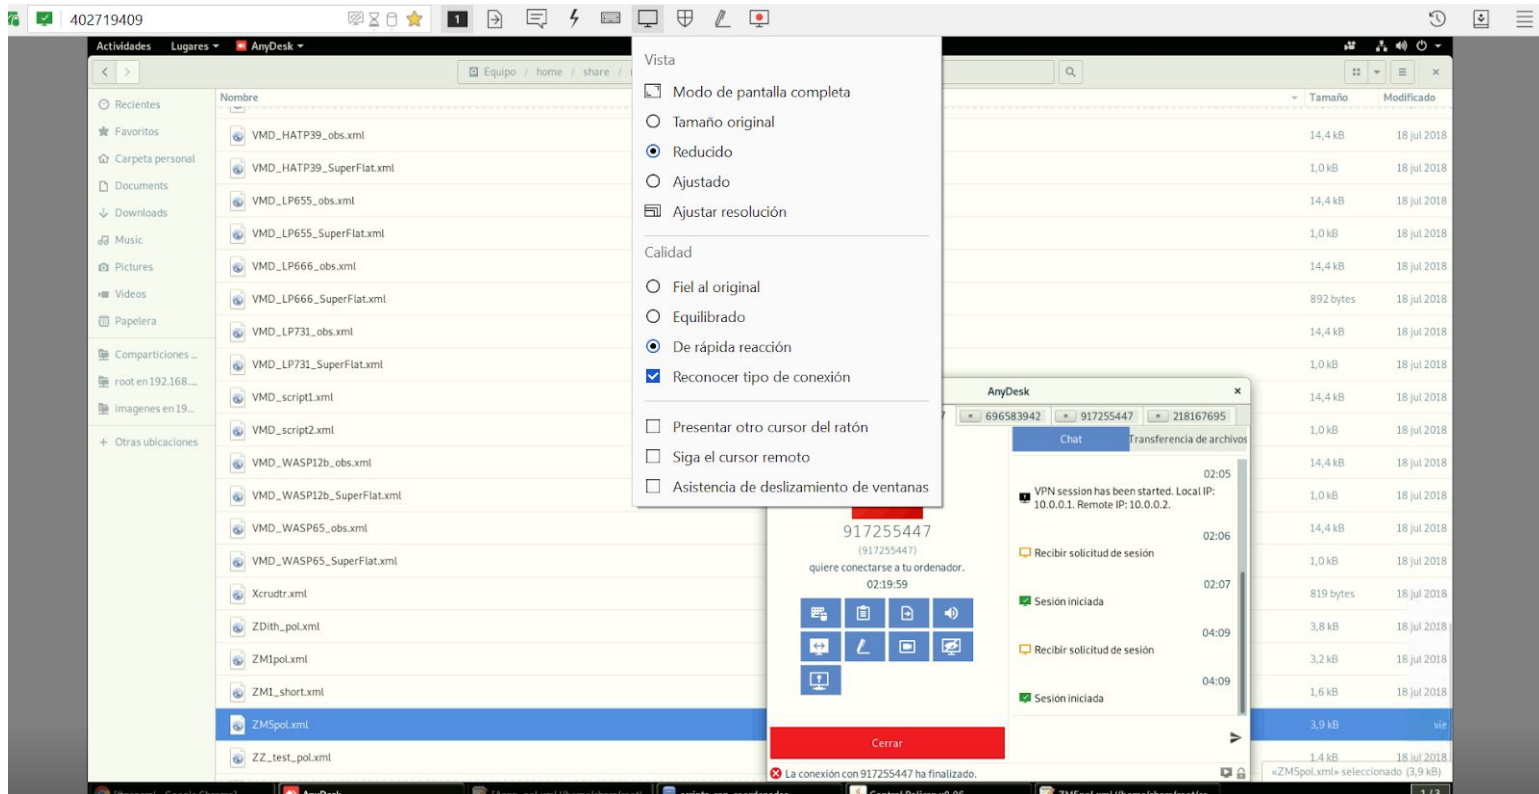 402719409
1
Actividades Lugares AnyDesk
Equipo / home / share /
Vista
Modo de pantalla completa
Tamaño original
Reducido
Ajustado
Ajustar resolución
Calidad
Fiel al original
Equilibrado
De rápida reacción
Reconocer tipo de conexión
Presentar otro cursor del ratón
Siga el cursor remoto
Asistencia de deslizamiento de ventanas
Recientes
Favoritos
Carpeta personal
Documents
Downloads
Music
Pictures
Videos
Papelera
Comparticiones ...
root en 192.168....
imagenes en 19...
+ Otras ubicaciones
Nombre Tamaño Modificado
VMD_HATP39_obs.xml 14,4 kB 18 jul 2018
VMD_HATP39_SuperFlat.xml 1,0 kB 18 jul 2018
VMD_LP655_obs.xml 14,4 kB 18 jul 2018
VMD_LP655_SuperFlat.xml 1,0 kB 18 jul 2018
VMD_LP666_obs.xml 14,4 kB 18 jul 2018
VMD_LP666_SuperFlat.xml 892 bytes 18 jul 2018
VMD_LP731_obs.xml 14,4 kB 18 jul 2018
VMD_LP731_SuperFlat.xml 1,0 kB 18 jul 2018
VMD_script1.xml 14,4 kB 18 jul 2018
VMD_script2.xml 1,0 kB 18 jul 2018
VMD_WASP12b_obs.xml 14,4 kB 18 jul 2018
VMD_WASP12b_SuperFlat.xml 1,0 kB 18 jul 2018
VMD_WASP65_obs.xml 14,4 kB 18 jul 2018
VMD_WASP65_SuperFlat.xml 1,0 kB 18 jul 2018
Xcrudtr.xml 819 bytes 18 jul 2018
ZDith_pol.xml 3,8 kB 18 jul 2018
ZM1pol.xml 3,2 kB 18 jul 2018
ZM1_short.xml 1,6 kB 18 jul 2018
ZM5pol.xml 3,9 kB vie
ZZ_test_pol.xml 1,4 kB 18 jul 2018
«ZM5pol.xml» seleccionado (3,9 kB)
AnyDesk
7 696583942 917255447 218167695
Chat Transferencia de archivos
917255447
(917255447)
quiere conectarse a tu ordenador.
02:19:59
Cerrar
La conexión con 917255447 ha finalizado.
02:05
VPN session has been started. Local IP:
10.0.0.1. Remote IP: 10.0.0.2.
02:06
Recibir solicitud de sesión
02:07
Sesión iniciada
04:09
Recibir solicitud de sesión
04:09
Sesión iniciada
AnyDesk
1 / 3